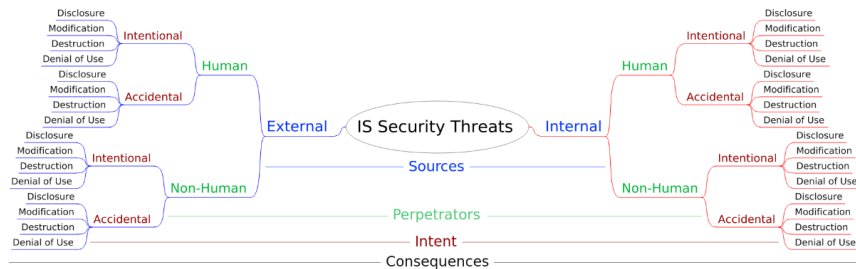 IS Security Threats
External
Human
Intentional
Disclosure
Modification
Destruction
Denial of Use
Accidental
Disclosure
Modification
Destruction
Denial of Use
Non-Human
Intentional
Disclosure
Modification
Destruction
Denial of Use
Accidental
Disclosure
Modification
Destruction
Denial of Use
Internal
Human
Intentional
Disclosure
Modification
Destruction
Denial of Use
Accidental
Disclosure
Modification
Destruction
Denial of Use
Non-Human
Intentional
Disclosure
Modification
Destruction
Denial of Use
Accidental
Disclosure
Modification
Destruction
Denial of Use
Sources
Perpetrators
Intent
Consequences